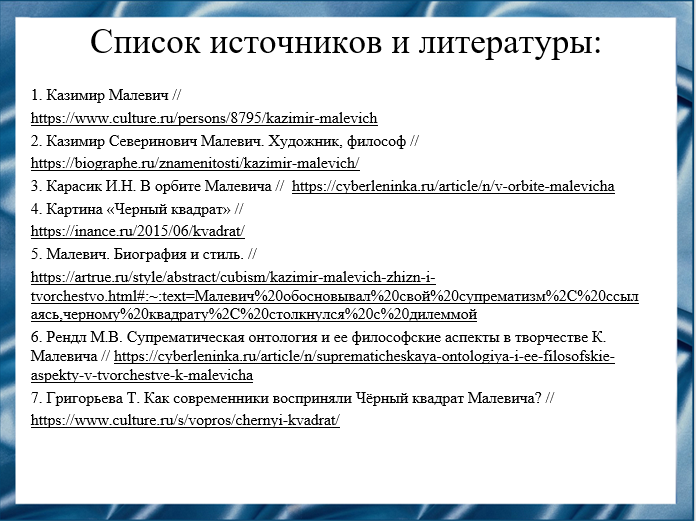 Список источников и литературы:
1. Казимир Малевич //
https://www.culture.ru/persons/8795/kazimir-malevich
2. Казимир Северинович Малевич. Художник, философ //
https://biographe.ru/znamenitosti/kazimir-malevich/
3. Карасик И.Н. В орбите Малевича // https://cyberleninka.ru/article/n/v-orbite-malevicha
4. Картина «Черный квадрат» //
https://inance.ru/2015/06/kvadrat/
5. Малевич. Биография и стиль. //
https://artrue.ru/style/abstract/cubism/kazimir-malevich-zhizn-i-
tvorchestvo.html#:~:text=Малевич%20обосновывал%20свой%20супрематизм%2C%20ссыл
аясь,черному%20квадрату%2C%20столкнулся%20с%20дилеммой
6. Рендл М.В. Супрематическая онтология и ее философские аспекты в творчестве К.
Малевича // https://cyberleninka.ru/article/n/suprematicheskaya-ontologiya-i-ee-filosofskie-
aspekty-v-tvorchestve-k-malevicha
7. Григорьева Т. Как современники восприняли Чёрный квадрат Малевича? //
https://www.culture.ru/s/vopros/chernyi-kvadrat/